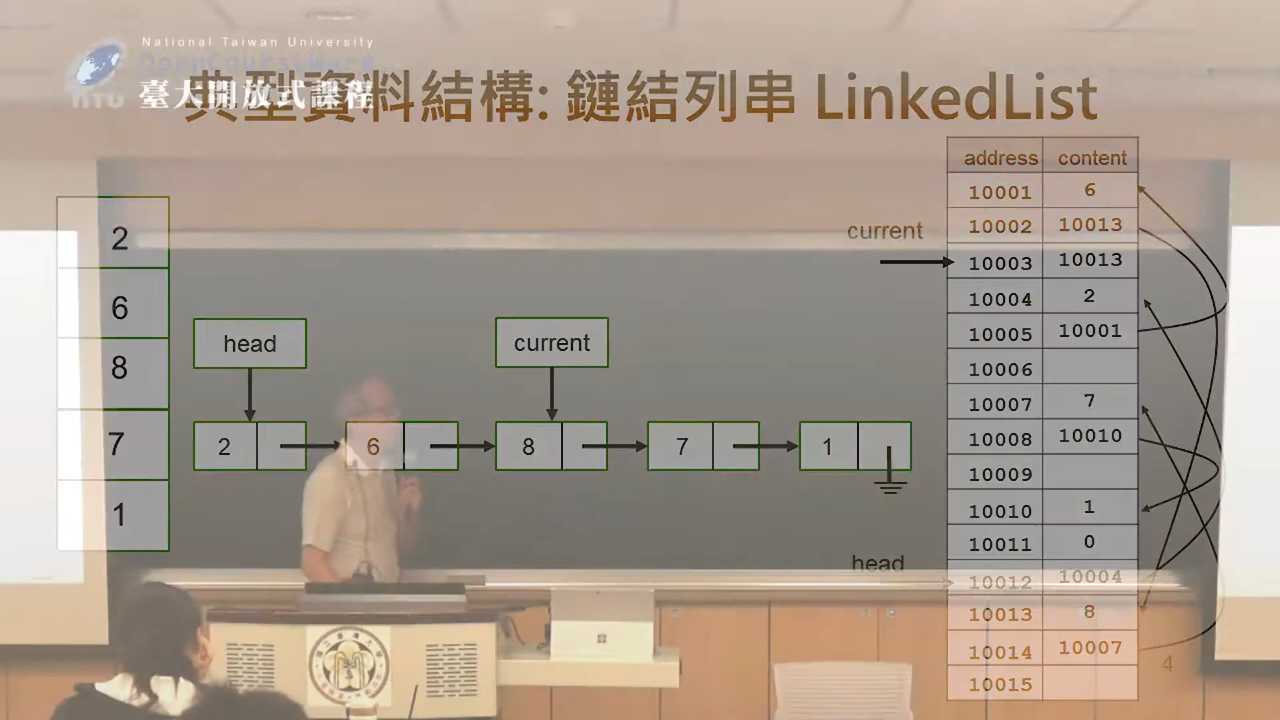 National Taiwan University
OpenCourseWare
NTU 臺大開放式課程
典型資料結構: 鏈結列串 LinkedList
2
6
8
7
1
head
current
2
6
8
7
1
current
head
address content
10001 6
10002 10013
10003 10013
10004 2
10005 10001
10006
10007 7
10008 10010
10009
10010 1
10011 0
10012 10004
10013 8
10014 10007
10015
4